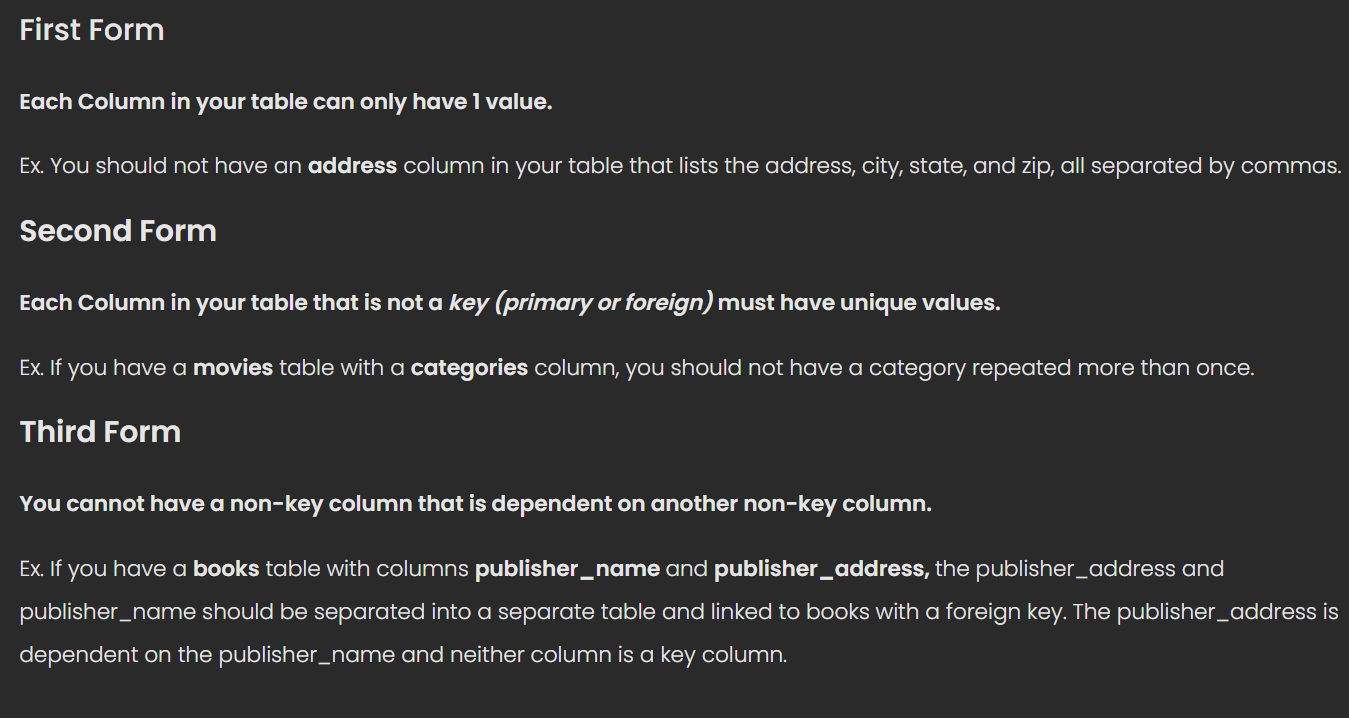 First Form
Each Column in your table can only have 1 value.
Ex. You should not have an address column in your table that lists the address, city, state, and zip, all separated by commas.
Second Form
Each Column in your table that is not a key (primary or foreign) must have unique values.
Ex. If you have a movies table with a categories column, you should not have a category repeated more than once.
Third Form
You cannot have a non-key column that is dependent on another non-key column.
Ex. If you have a books table with columns publisher_name and publisher_address, the publisher_address and
publisher_name should be separated into a separate table and linked to books with a foreign key. The publisher_address is
dependent on the publisher_name and neither column is a key column.